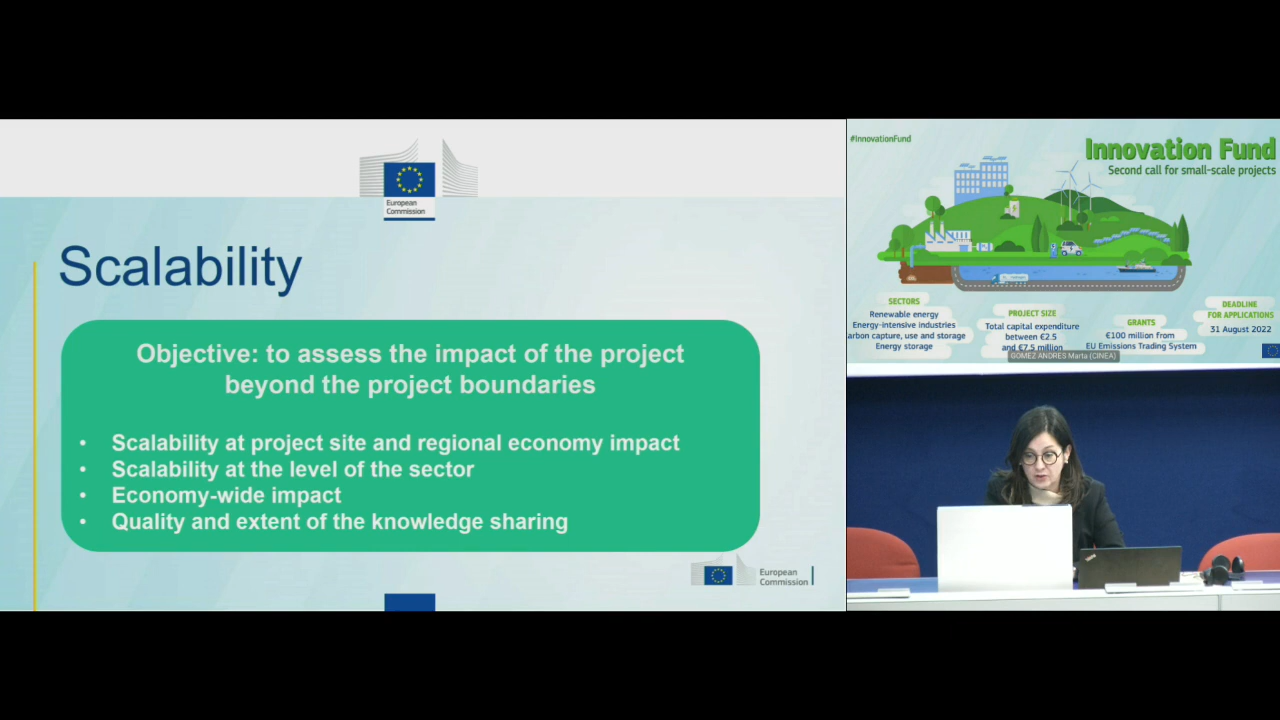 European
Commission
Scalability
Objective: to assess the impact of the project
beyond the project boundaries
• Scalability at project site and regional economy impact
• Scalability at the level of the sector
• Economy-wide impact
• Quality and extent of the knowledge sharing
European
Commission
#InnovationFund
Innovation Fund
Second call for small-scale projects
SECTORS
Renewable energy
Energy-intensive industries
arbon capture, use and storage
Energy storage
PROJECT SIZE
Total capital expenditure
between €2.5
and €7.5 million
GRANTS
€100 million from
EU Emissions Trading System
DEADLINE
FOR APPLICATIONS
31 August 2022
GOMEZ ANDRES Marta (CINEA)